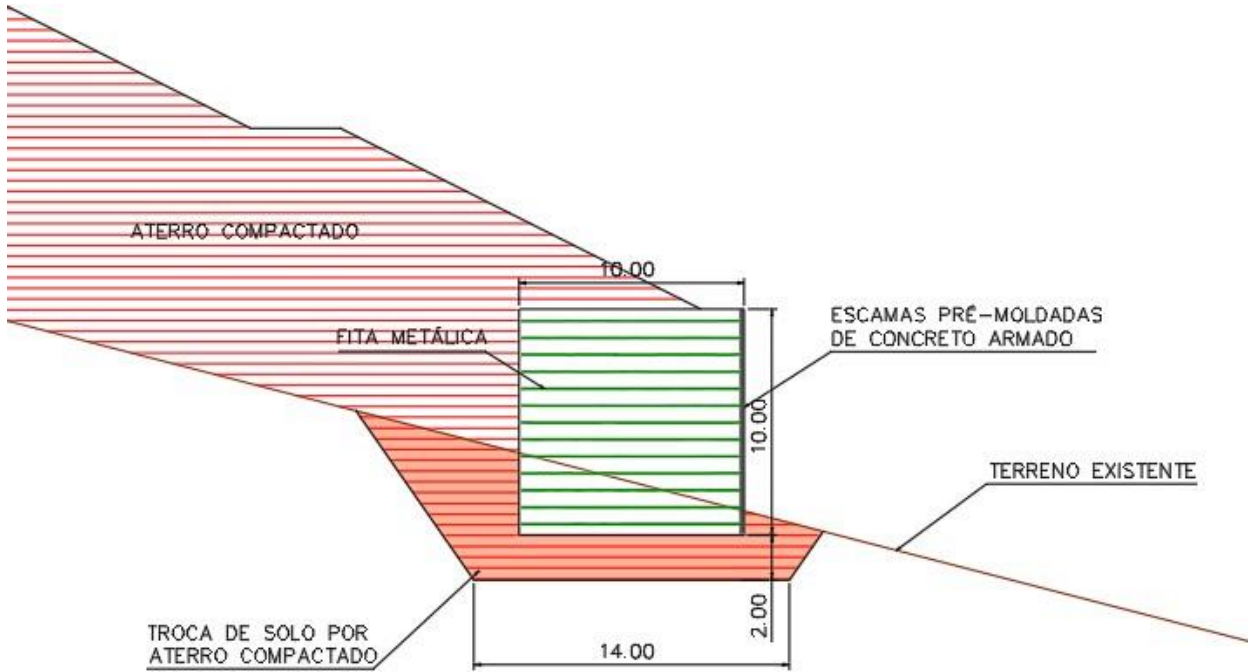 ATERRO COMPACTADO
10.00
FITA METÁLICA
ESCAMAS PRÉ-MOLDADAS
DE CONCRETO ARMADO
10.00
TERRENO EXISTENTE
2.00
TROCA DE SOLO POR
ATERRO COMPACTADO
14.00